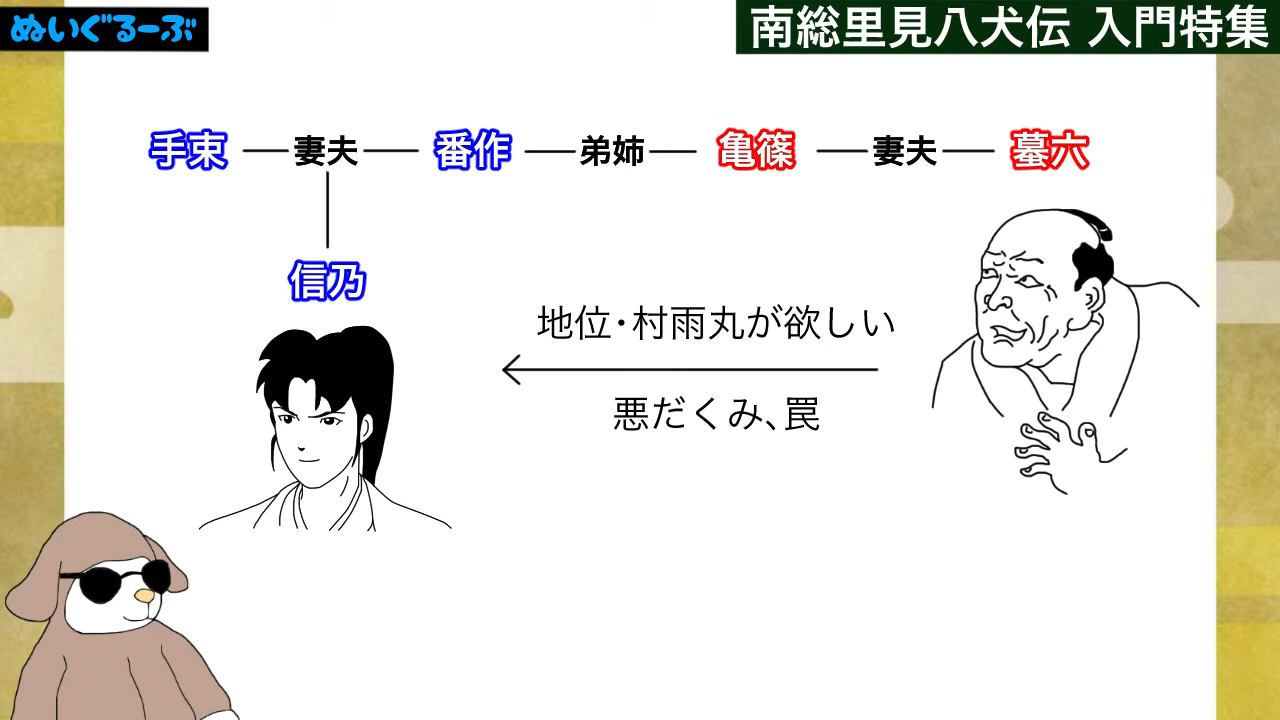 ぬいぐるーぶ
南総里見八犬伝 入門特集
手束 妻夫 番作 弟姉 亀篠 妻夫 墓六
信乃
地位・村雨丸が欲しい
悪だくみ、罠